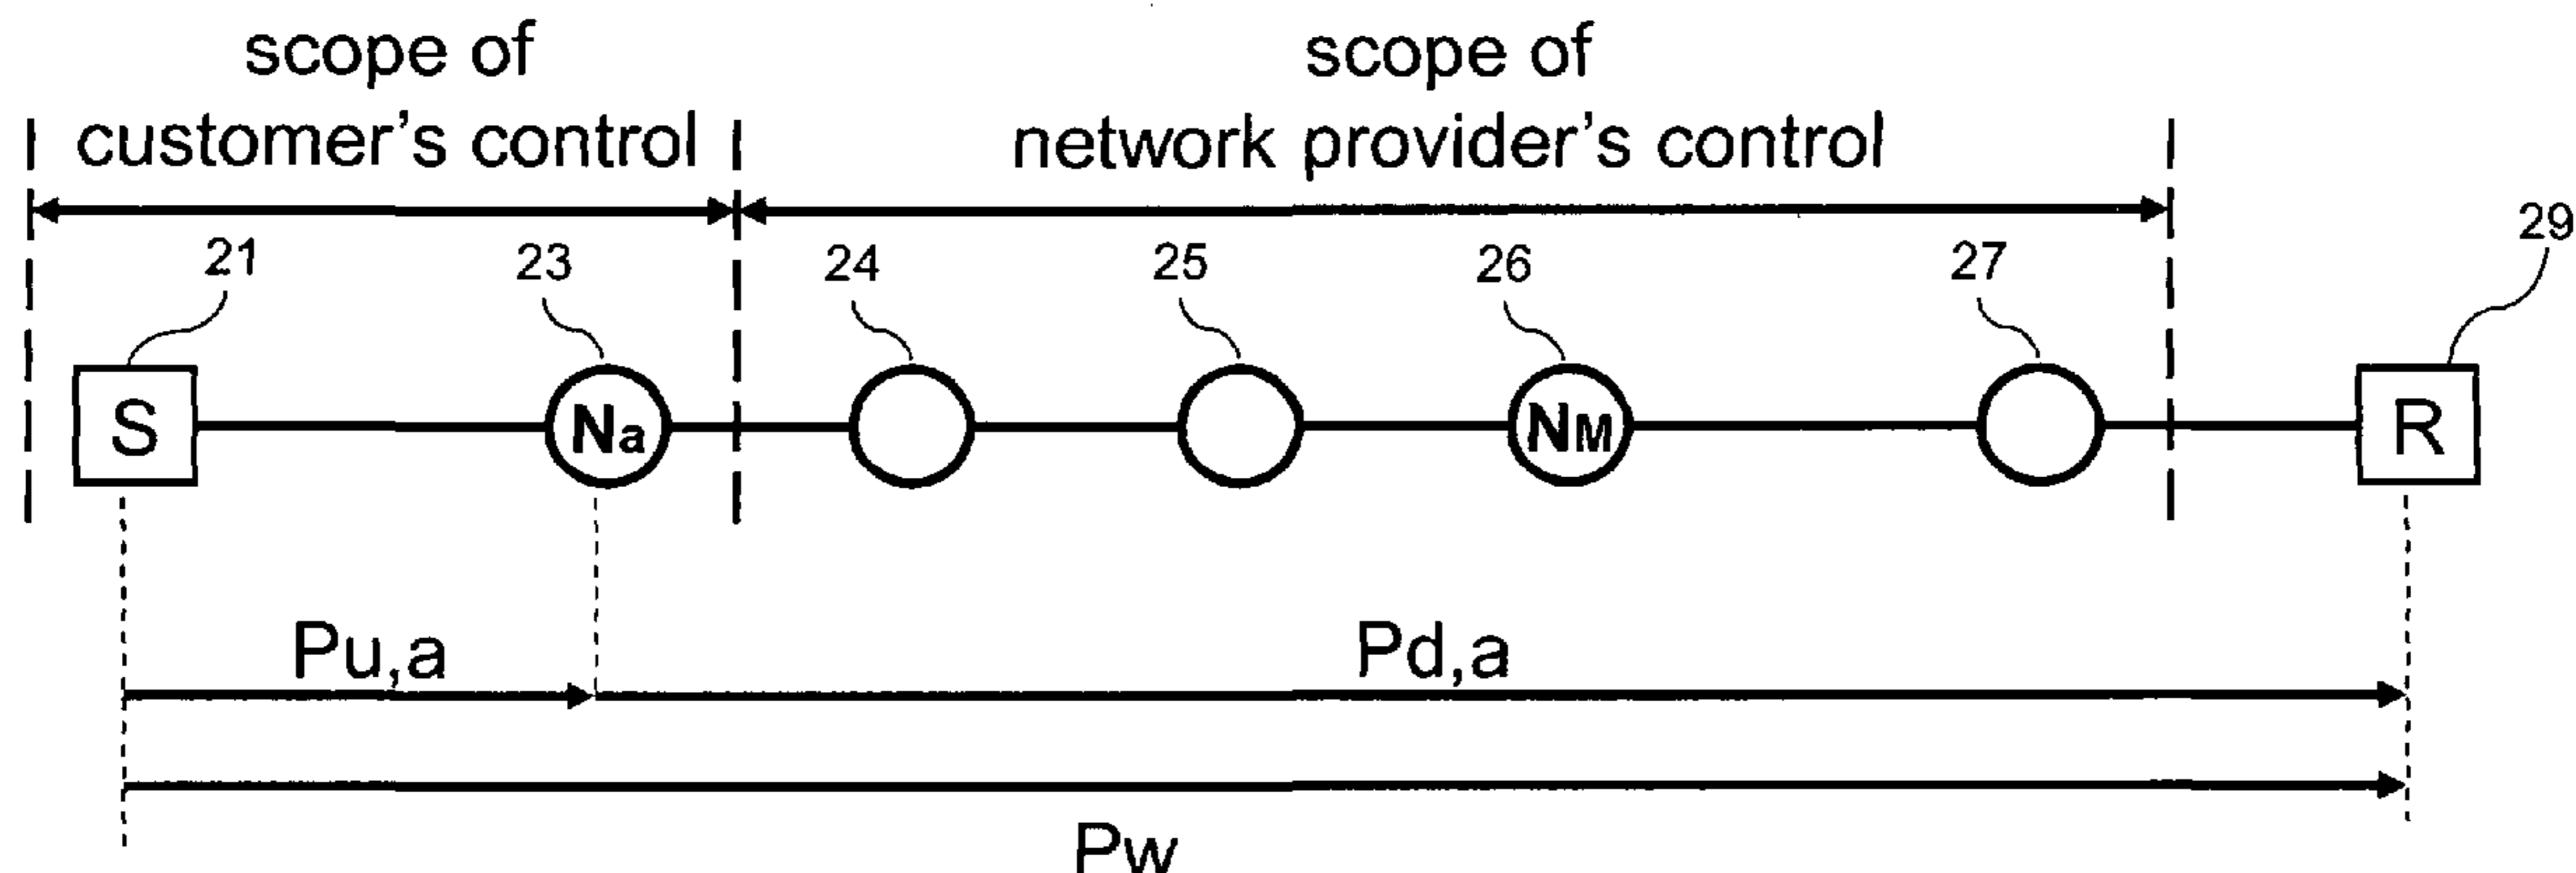 scope of
customer's control
scope of
network provider's control
21
23
24
25
26
27
29
S
Na
NM
R
Pu,a
Pd,a
Pw